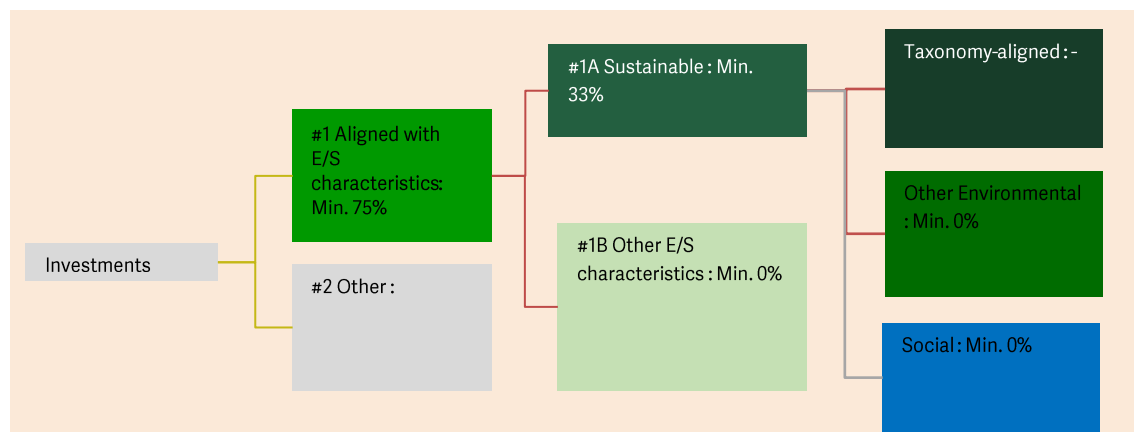 Investments
#1 Aligned with
E/S
characteristics:
Min. 75%
#2 Other :
#1A Sustainable : Min.
33%
#1B Other E/S
characteristics : Min. 0%
Taxonomy-aligned : -
Other Environmental
: Min. 0%
Social : Min. 0%